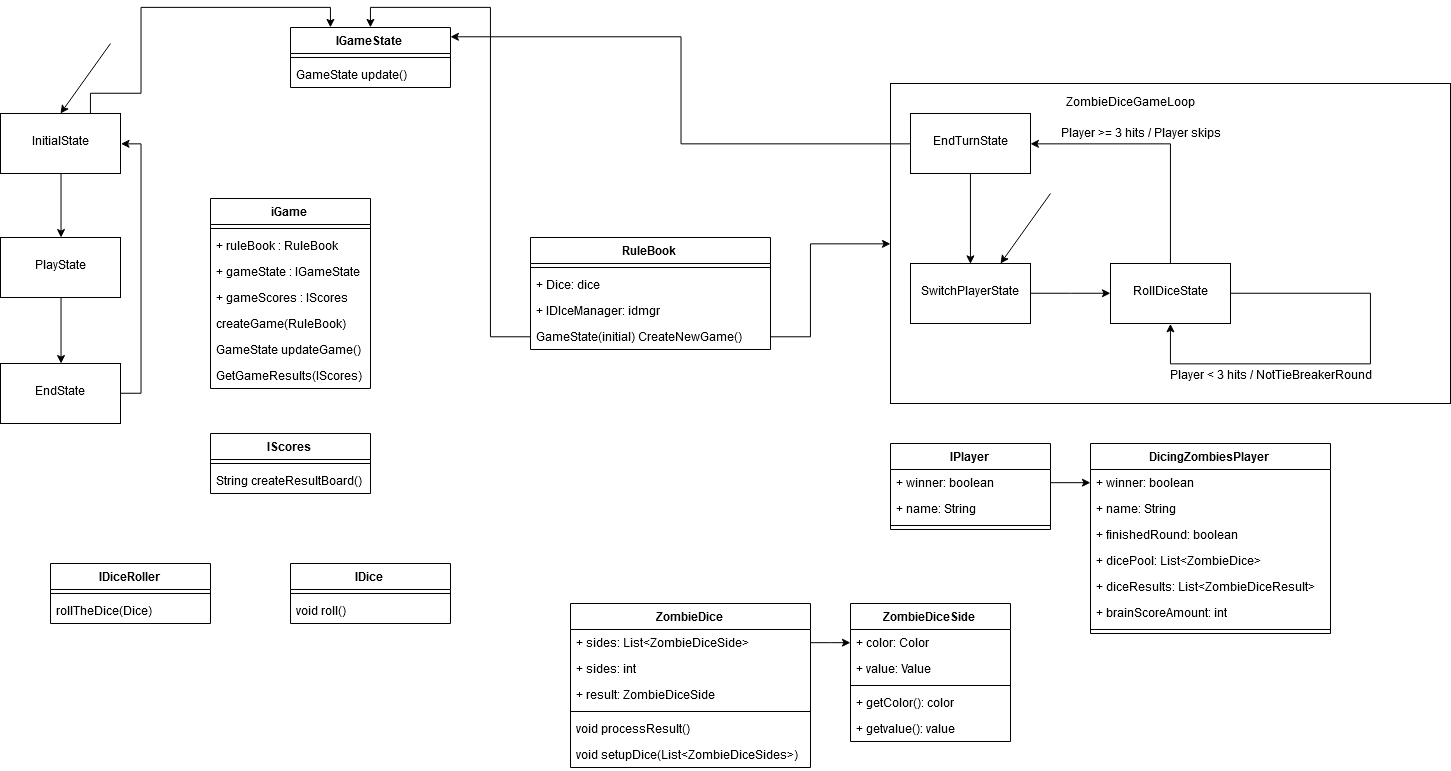 IGameState
GameState update()
InitialState
PlayState
EndState
iGame
+ ruleBook : RuleBook
+ gameState : IGameState
+ gameScores : IScores
createGame(RuleBook)
GameState updateGame()
GetGameResults(IScores)
IScores
String createResultBoard()
IDiceRoller
rollTheDice(Dice)
IDice
void roll()
RuleBook
+ Dice: dice
+ IDIceManager: idmgr
GameState(initial) CreateNewGame()
ZombieDiceGameLoop
EndTurnState
Player >= 3 hits / Player skips
SwitchPlayerState
RollDiceState
Player < 3 hits / NotTieBreakerRound
IPlayer
+ winner: boolean
+ name: String
DicingZombiesPlayer
+ winner: boolean
+ name: String
+ finishedRound: boolean
+ dicePool: List<ZombieDice>
+ diceResults: List<ZombieDiceResult>
+ brainScoreAmount: int
ZombieDice
+ sides: List<ZombieDiceSide>
+ sides: int
+ result: ZombieDiceSide
void processResult()
void setupDice(List<ZombieDiceSides>)
ZombieDiceSide
+ color: Color
+ value: Value
+ getColor(): color
+ getvalue(): value